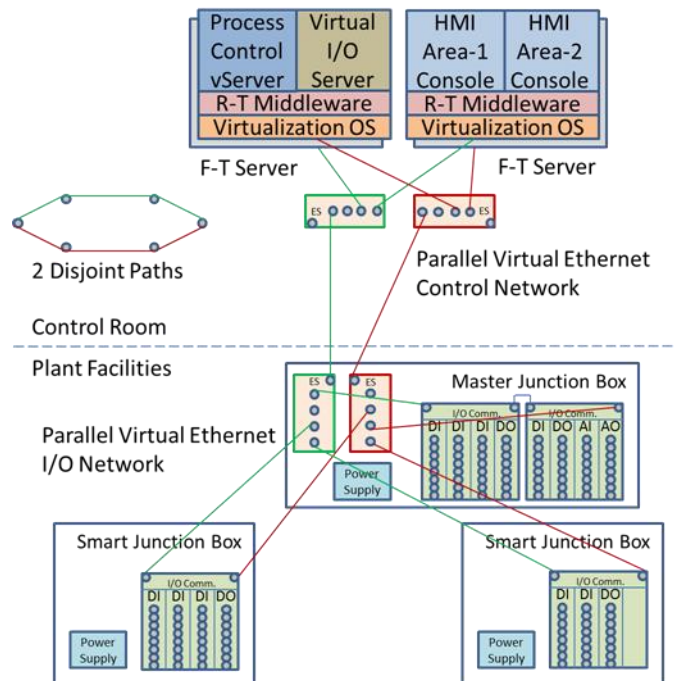 Process
Control
vServer
Virtual
I/O
Server
R-T Middleware
Virtualization OS
F-T Server
HMI
Area-1
Console
HMI
Area-2
Console
R-T Middleware
Virtualization OS
F-T Server
ES
ES
2 Disjoint Paths
Parallel Virtual Ethernet
Control Network
Control Room
Plant Facilities
ES
ES
Master Junction Box
I/O Comm.
DI DI DI DO
I/O Comm.
DI DO AI AO
Parallel Virtual Ethernet
I/O Network
Power
Supply
Smart Junction Box
I/O Comm.
DI DI DI DO
Power
Supply
Smart Junction Box
I/O Comm.
DI DI DO
Power
Supply